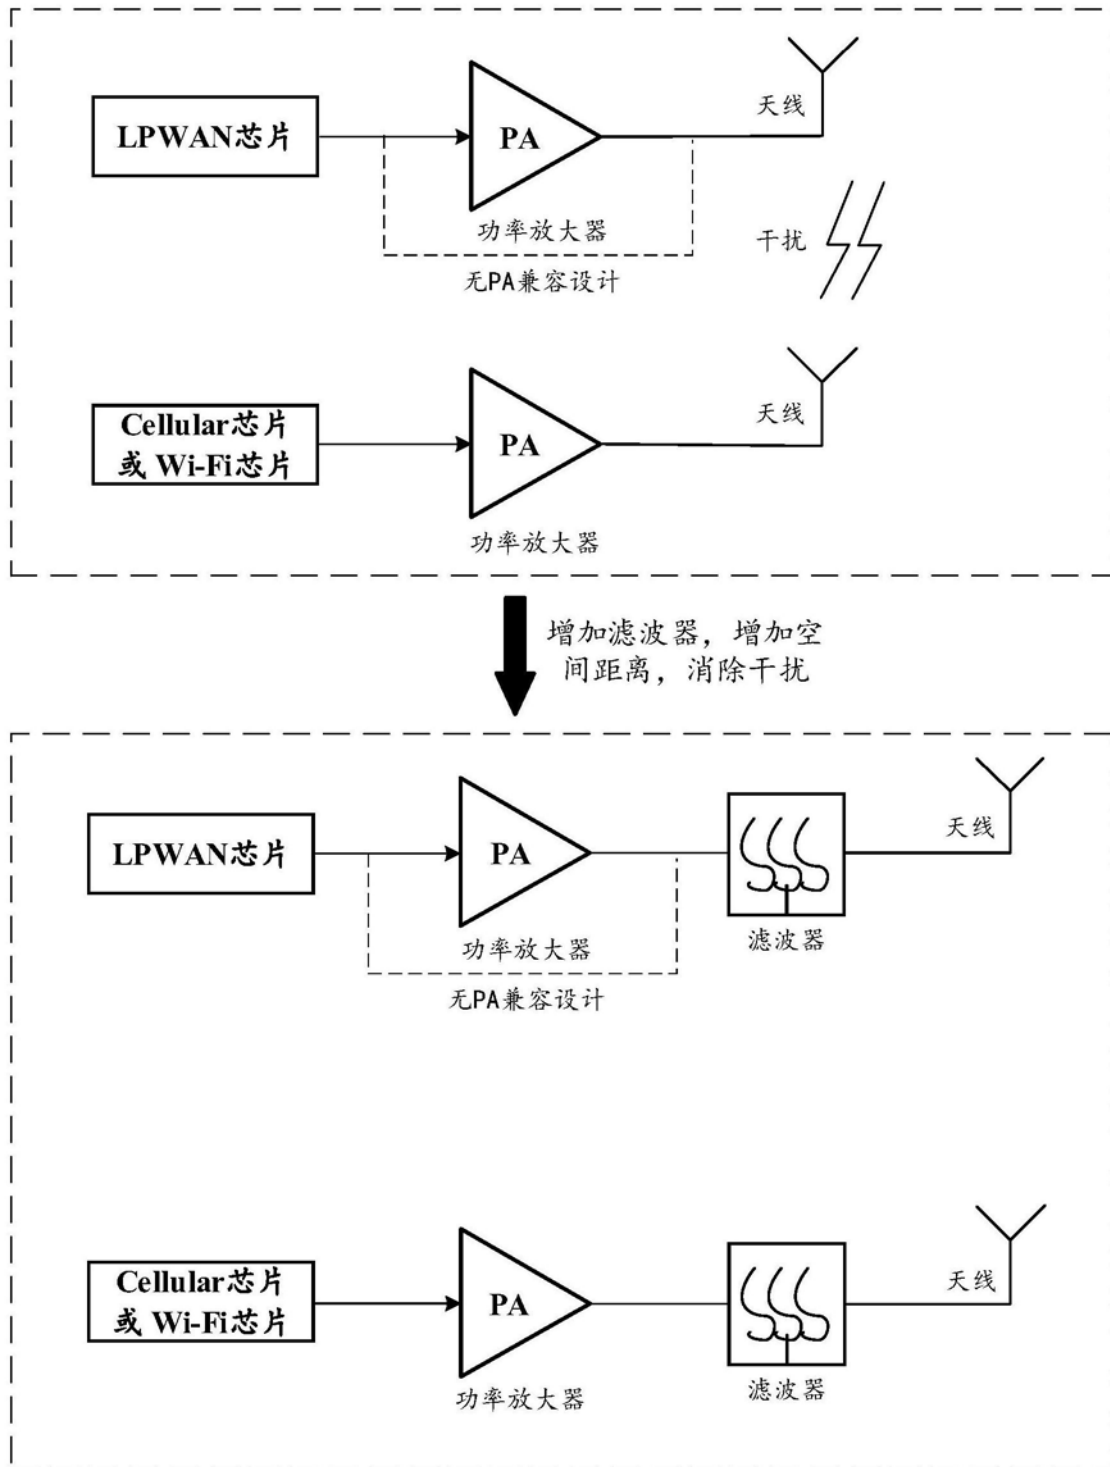 天线
LPWAN芯片
PA
功率放大器
干扰
无PA兼容设计
天线
Cellular芯片
或 Wi-Fi芯片
PA
功率放大器
增加滤波器，增加空
间距离，消除干扰
天线
LPWAN芯片
PA
功率放大器
滤波器
无PA兼容设计
天线
Cellular芯片
或 Wi-Fi芯片
PA
功率放大器
滤波器